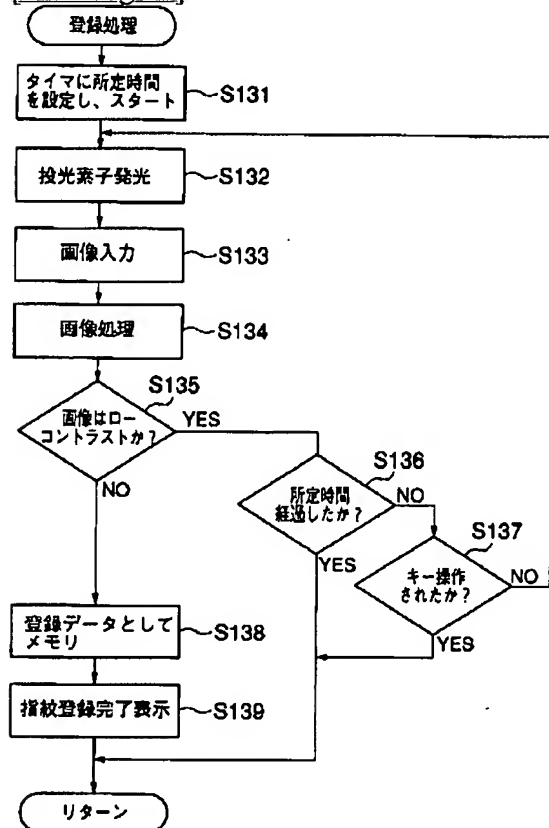 登録処理
タイマに所定時間
を設定し、スタート
S131
投光素子発光
S132
画像入力
S133
画像処理
S134
S135
画像はロー
コントラストか?
YES
NO
S136
所定時間
経過したか?
NO
YES
S137
キー操作
されたか?
NO
YES
登録データとして
メモリ
S138
指紋登録完了表示
S139
リターン